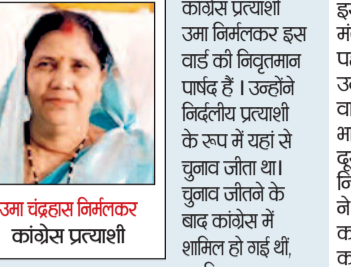 उमा चंद्रहास निर्मलकर
कांग्रेस प्रत्याशी
कांग्रेस प्रत्याशी
उमा निर्मलकर इस
वार्ड की निवृतमान
पार्षद हैं । उन्होंने
निर्दलीय प्रत्याशी
के रूप में यहां से
चुनाव जीता था।
चुनाव जीतने के
बाद कांग्रेस में
शामिल हो गई थीं,